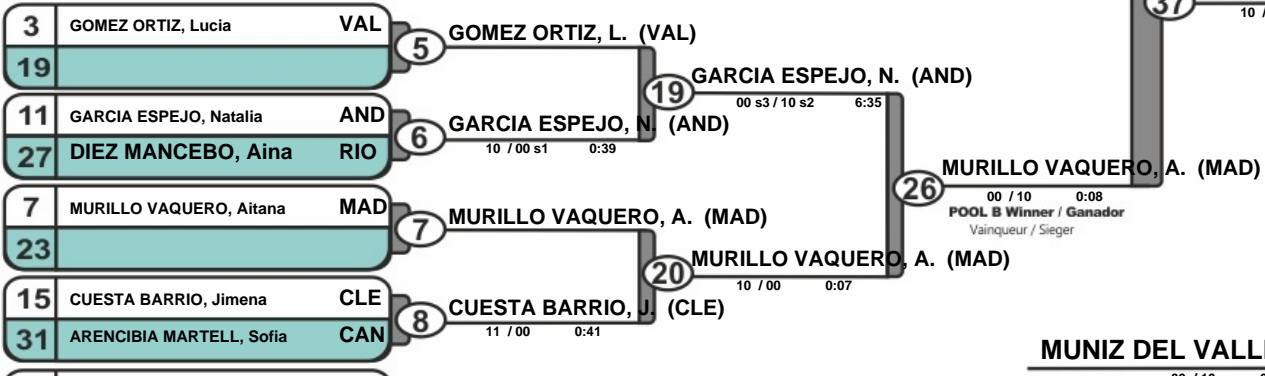 37
10 /
3 GOMEZ ORTIZ, Lucia VAL
19
5 GOMEZ ORTIZ, L. (VAL)
19 GARCIA ESPEJO, N. (AND)
00 s3 / 10 s2 6:35
11 GARCIA ESPEJO, Natalia AND
27 DIEZ MANCEBO, Aina RIO
6 GARCIA ESPEJO, N. (AND)
10 / 00 s1 0:39
26 MURILLO VAQUERO, A. (MAD)
00 / 10 0:08
POOL B Winner / Ganador
Vainqueur / Sieger
7 MURILLO VAQUERO, Aitana MAD
23
7 MURILLO VAQUERO, A. (MAD)
20 MURILLO VAQUERO, A. (MAD)
10 / 00 0:07
15 CUESTA BARRIO, Jimena CLE
31 ARENCIBIA MARTELL, Sofia CAN
8 CUESTA BARRIO, J. (CLE)
11 / 00 0:41
MUNIZ DEL VALL